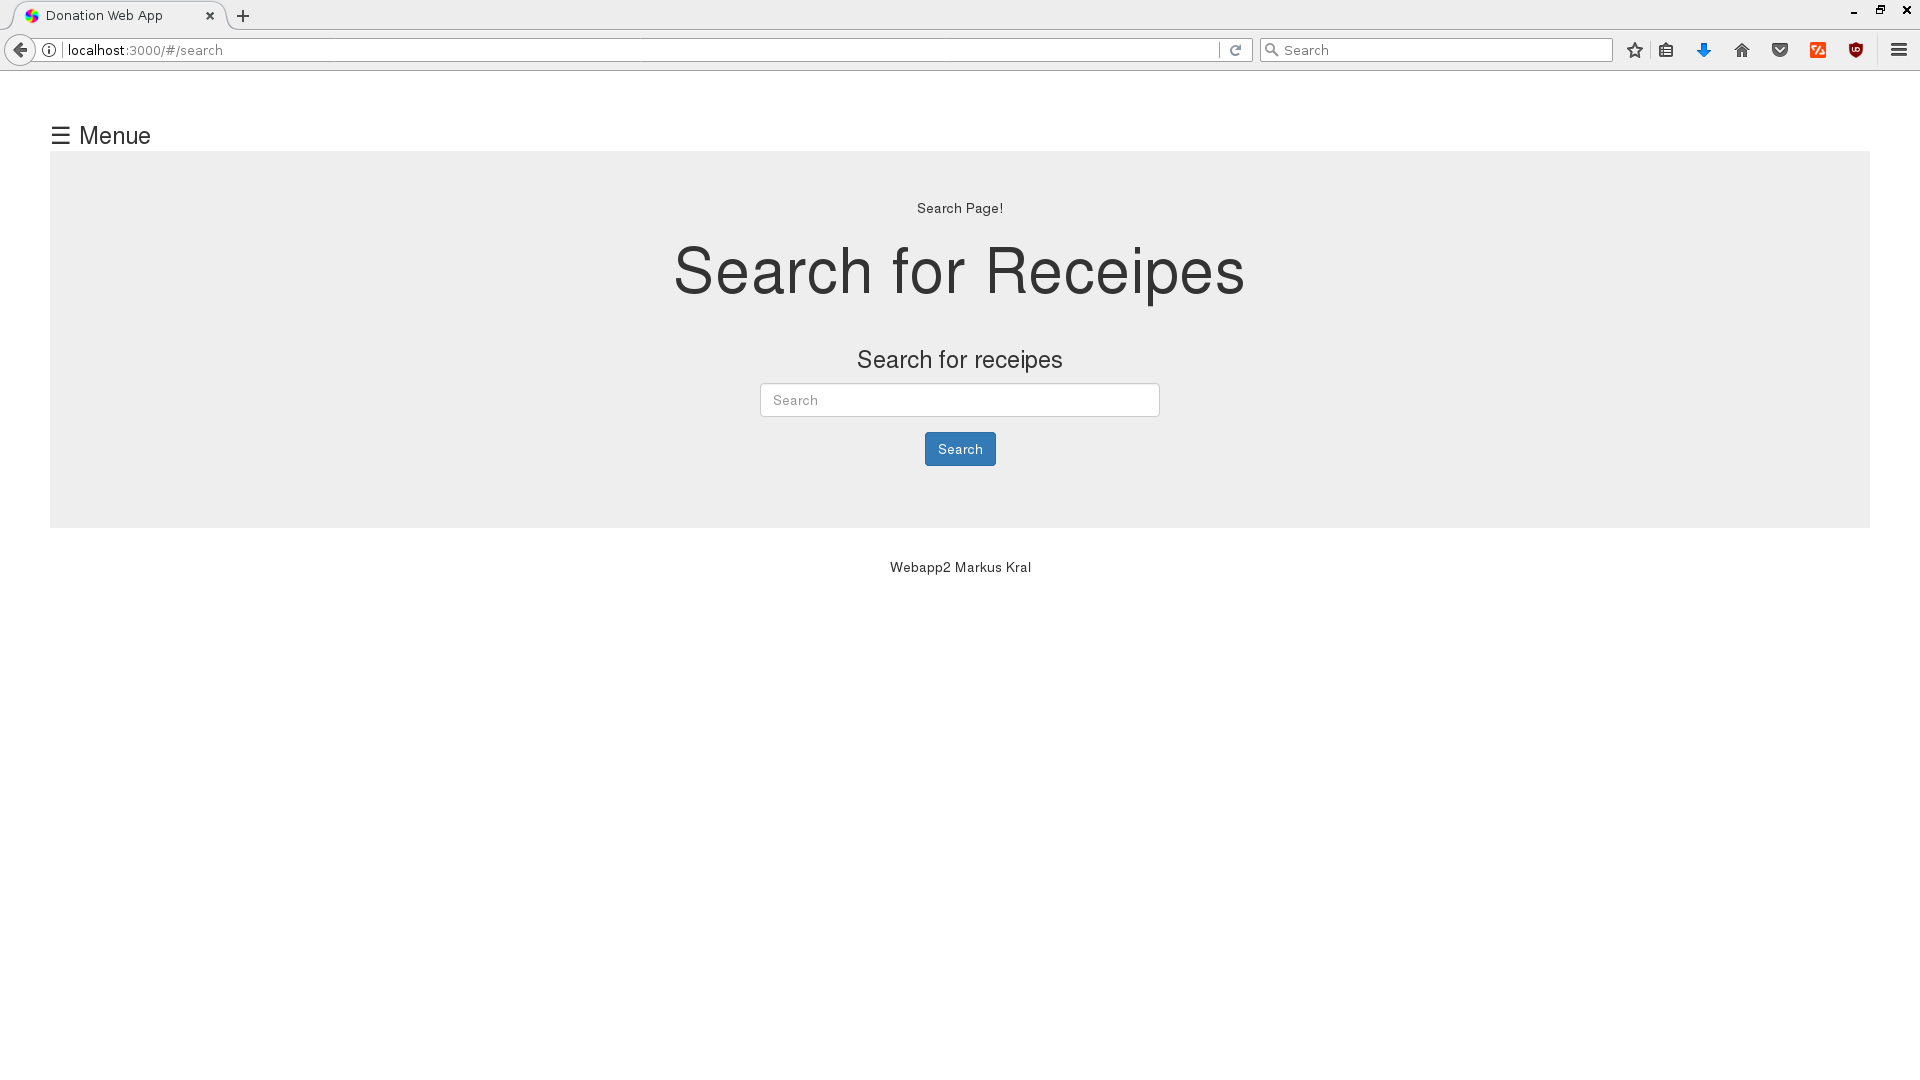 Donation Web App
localhost:3000/#/search
Search
☰ Menue
Search Page!
Search for Receipes
Search for receipes
Search
Search
Webapp2 Markus Kral